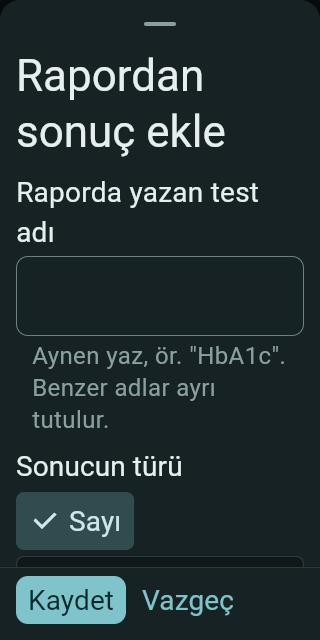 Rapordan
sonuç ekle
Raporda yazan test
adı
Aynen yaz, ör. "HbA1c".
Benzer adlar ayrı
tutulur.
Sonucun türü
Sayı
Kaydet
Vazgeç